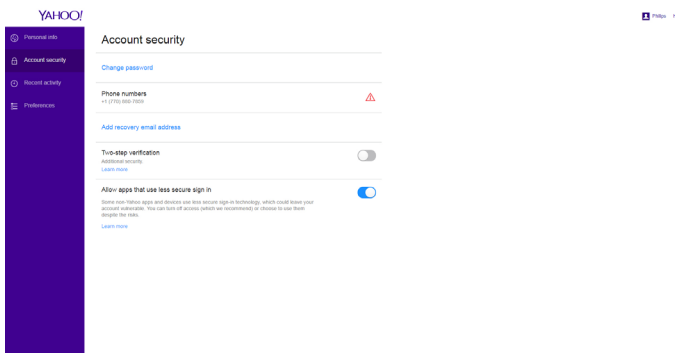 YAHOO!
Philips
Personal info
Account security
Recent activity
Preferences
Account security
Change password
Phone numbers
Add recovery email address
Two-step verification
Additional security.
Learn more
Allow apps that use less secure sign in
Some non-Yahoo apps and devices use less secure sign-in technology, which could leave your
account vulnerable. You can turn off access (which we recommend) or choose to use them
despite the risks.
Learn more